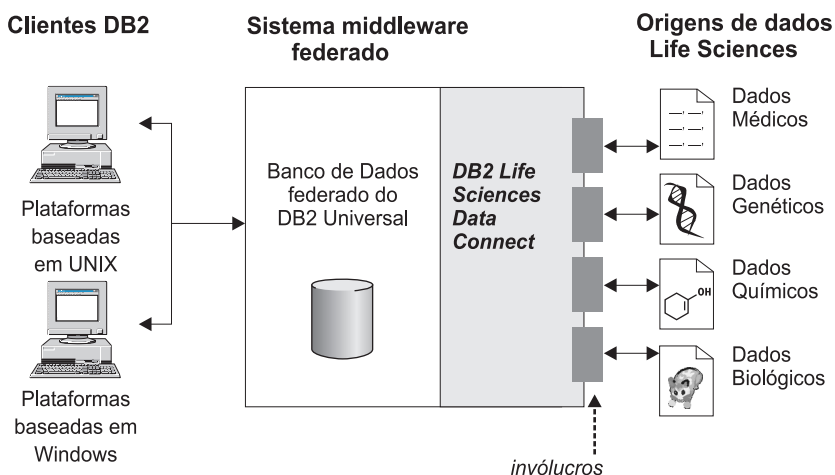 Clientes DB2
Sistema middleware
federado
Origens de dados
Life Sciences
Plataformas
baseadas
em UNIX
Plataformas
baseadas em
Windows
Banco de Dados
federado do
DB2 Universal
DB2 Life
Sciences
Data
Connect
Dados
Médicos
Dados
Genéticos
Dados
Químicos
OH
Dados
Biológicos
invólucros